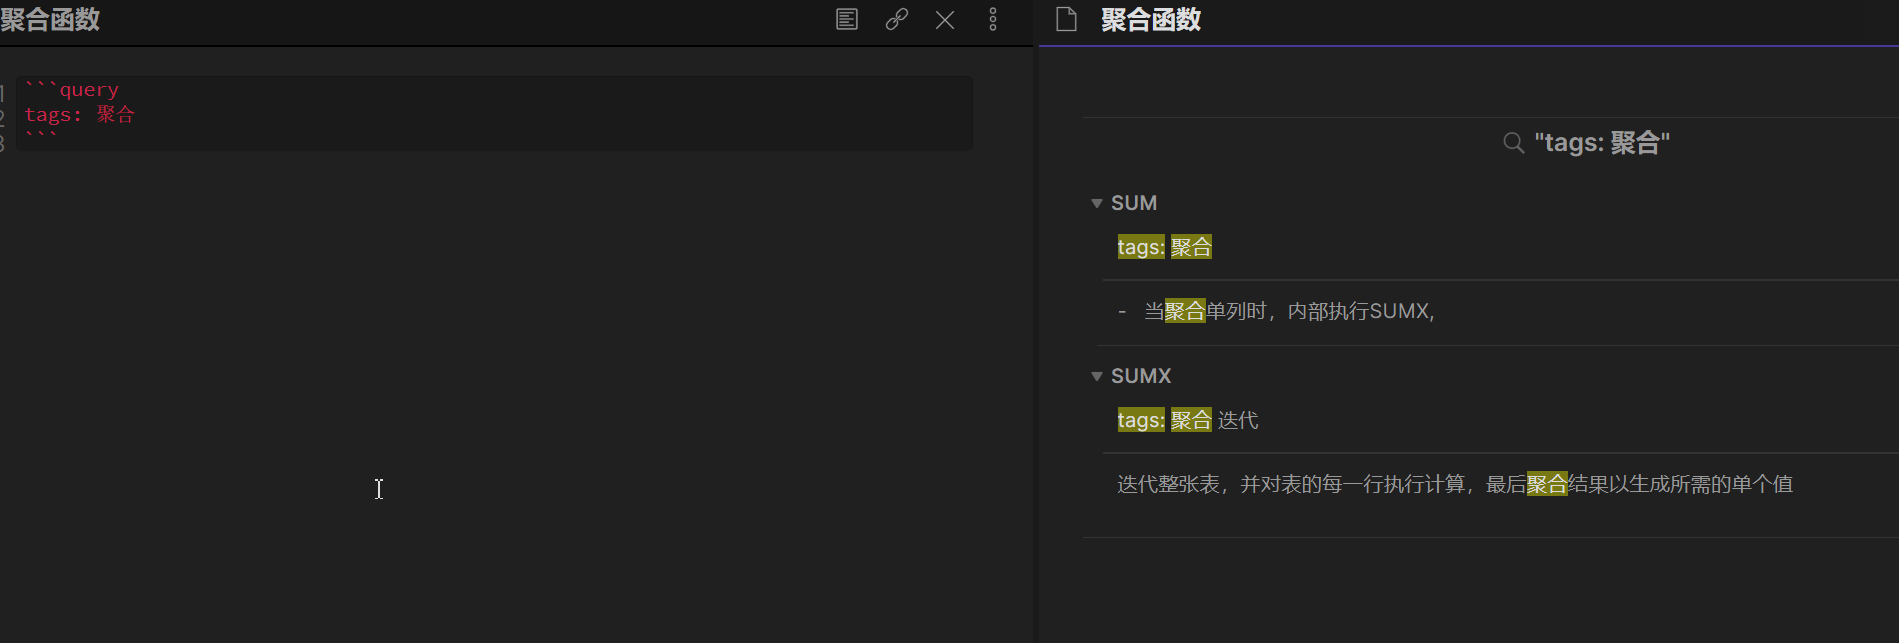 聚合函数
1 ```query
2 tags: 聚合
3 ```
聚合函数
"tags: 聚合"
SUM
tags: 聚合
- 当聚合单列时，内部执行SUMX,
SUMX
tags: 聚合 迭代
迭代整张表，并对表的每一行执行计算，最后聚合结果以生成所需的单个值